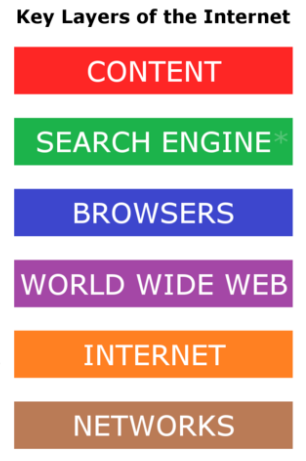 Key Layers of the Internet
CONTENT
SEARCH ENGINE*
BROWSERS
WORLD WIDE WEB
INTERNET
NETWORKS